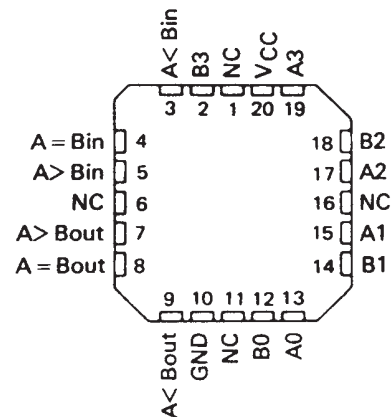 A< Bin
B3
NC
VCC
A3
3 2 1 20 19
A = Bin 4
A> Bin 5
NC 6
A> Bout 7
A = Bout 8
18 B2
17 A2
16 NC
15 A1
14 B1
9 10 11 12 13
A< Bout
GND
NC
B0
A0